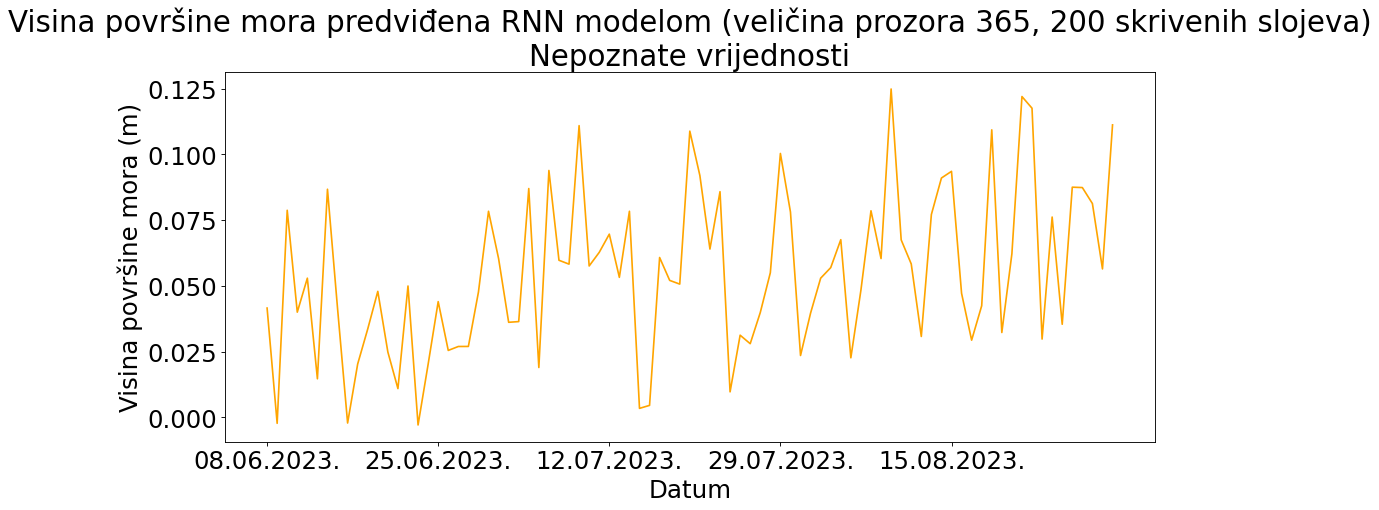 Visina površine mora predviđena RNN modelom (veličina prozora 365, 200 skrivenih slojeva)
Nepoznate vrijednosti
Visina površine mora (m)
0.125
0.100
0.075
0.050
0.025
0.000
08.06.2023. 25.06.2023. 12.07.2023. 29.07.2023. 15.08.2023.
Datum